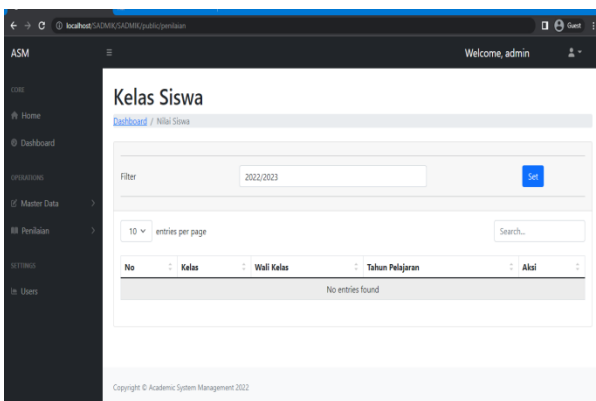 localhost/SADMIK/SADMIK/public/penilaian
Guest
ASM
Welcome, admin
CORE
Home
Dashboard
OPERATIONS
Master Data
Penilaian
SETTINGS
Users
Kelas Siswa
Dashboard / Nilai Siswa
Filter 2022/2023 Set
10 entries per page Search...
No Kelas Wali Kelas Tahun Pelajaran Aksi
No entries found
Copyright © Academic System Management 2022